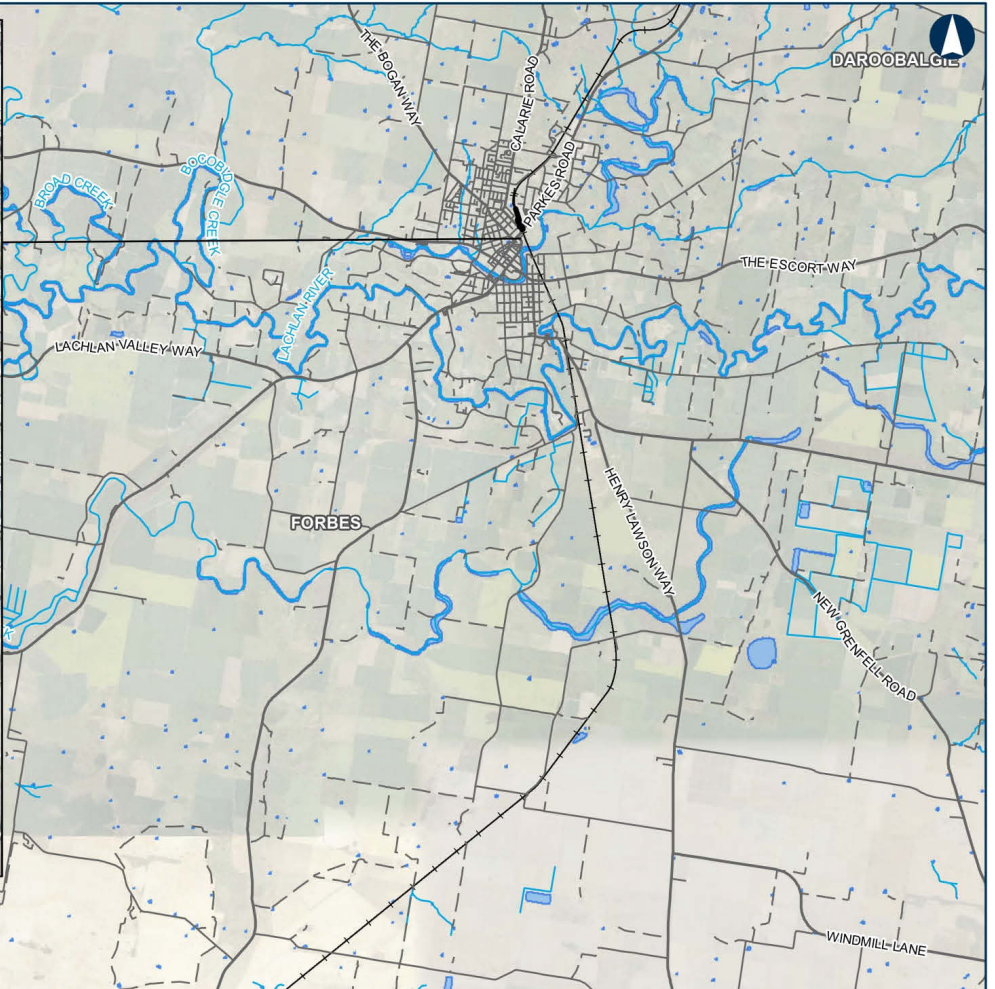 THE BOGAN WAY
CALARIE ROAD
DAROOBALGIE
PARKES ROAD
BROAD CREEK
BOCOBIDGLE CREEK
THE ESCORT WAY
LACHLAN RIVER
LACHLAN VALLEY WAY
FORBES
HENRY LAWSON WAY
NEW GRENFELL ROAD
K
WINDMILL LANE